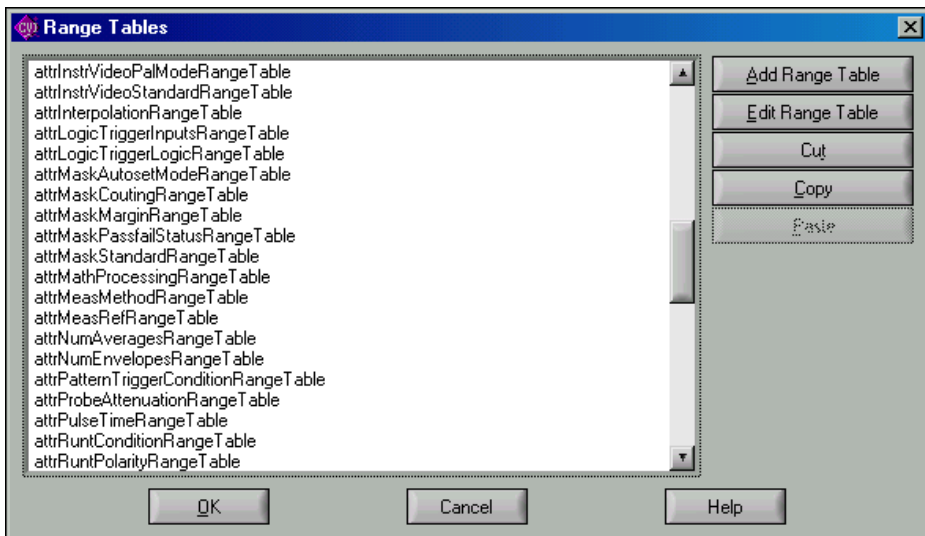 CVI Range Tables
attrInstrVideoPalModeRangeTable
attrInstrVideoStandardRangeTable
attrInterpolationRangeTable
attrLogicTriggerInputsRangeTable
attrLogicTriggerLogicRangeTable
attrMaskAutosetModeRangeTable
attrMaskCoutingRangeTable
attrMaskMarginRangeTable
attrMaskPassfailStatusRangeTable
attrMaskStandardRangeTable
attrMathProcessingRangeTable
attrMeasMethodRangeTable
attrMeasRefRangeTable
attrNumAveragesRangeTable
attrNumEnvelopesRangeTable
attrPatternTriggerConditionRangeTable
attrProbeAttenuationRangeTable
attrPulseTimeRangeTable
attrRuntConditionRangeTable
attrRuntPolarityRangeTable
Add Range Table
Edit Range Table
Cut
Copy
Paste
OK Cancel Help